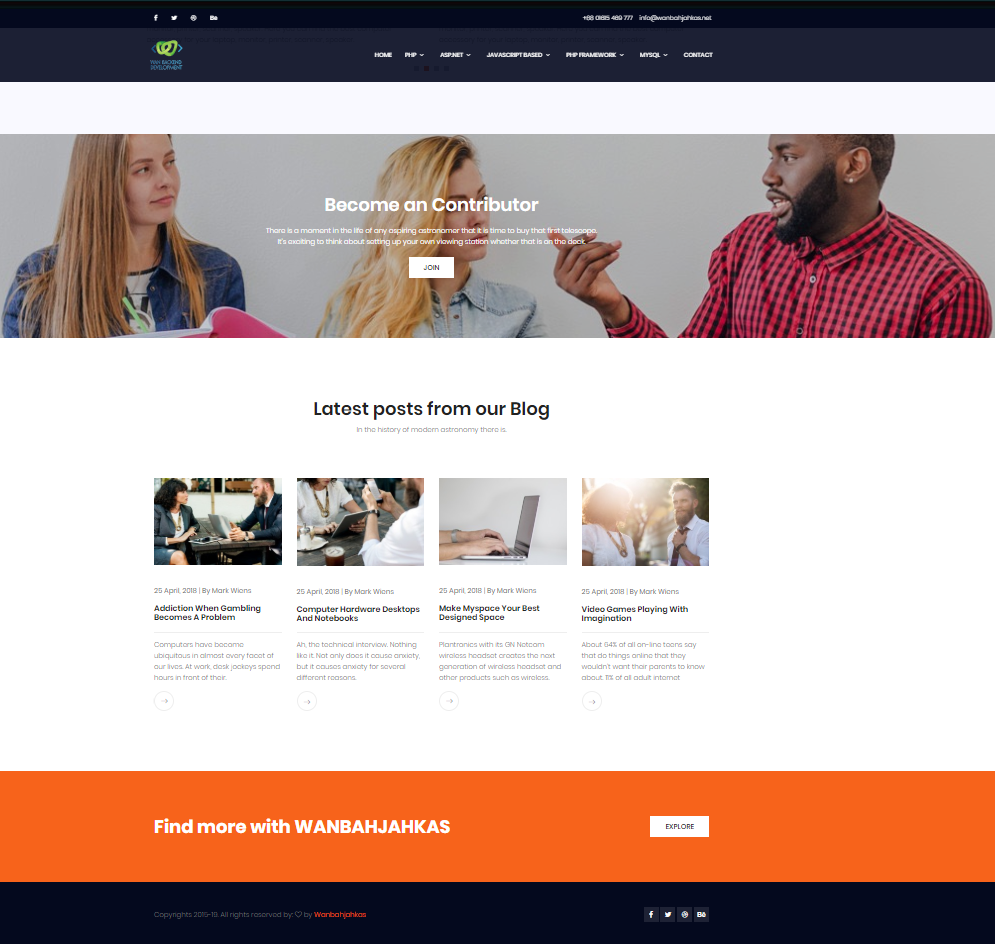 +88 01615 469 777 info@wanbahjahkas.net
WAN BACKEND
DEVELOPMENT
HOME PHP ASP.NET JAVASCRIPT BASED PHP FRAMEWORK MYSQL CONTACT
Become an Contributor
There is a moment in the life of any aspiring astronomer that it is time to buy that first telescope.
It's exciting to think about setting up your own viewing station whether that is on the deck.
JOIN
Latest posts from our Blog
In the history of modern astronomy there is.
25 April, 2018 | By Mark Wiens
Addiction When Gambling
Becomes A Problem
Computers have become
ubiquitous in almost every facet of
our lives. At work, desk jockeys spend
hours in front of their.
25 April, 2018 | By Mark Wiens
Computer Hardware Desktops
And Notebooks
Ah, the technical interview. Nothing
like it. Not only does it cause anxiety,
but it causes anxiety for several
different reasons.
25 April, 2018 | By Mark Wiens
Make Myspace Your Best
Designed Space
Plantronics with its GN Netcom
wireless headset creates the next
generation of wireless headset and
other products such as wireless.
25 April, 2018 | By Mark Wiens
Video Games Playing With
Imagination
About 64% of all on-line teens say
that do things online that they
wouldn't want their parents to know
about. 11% of all adult internet
Find more with WANBAHJAHKAS
EXPLORE
Copyrights 2015-19. All rights reserved by: ♡ by Wanbahjahkas